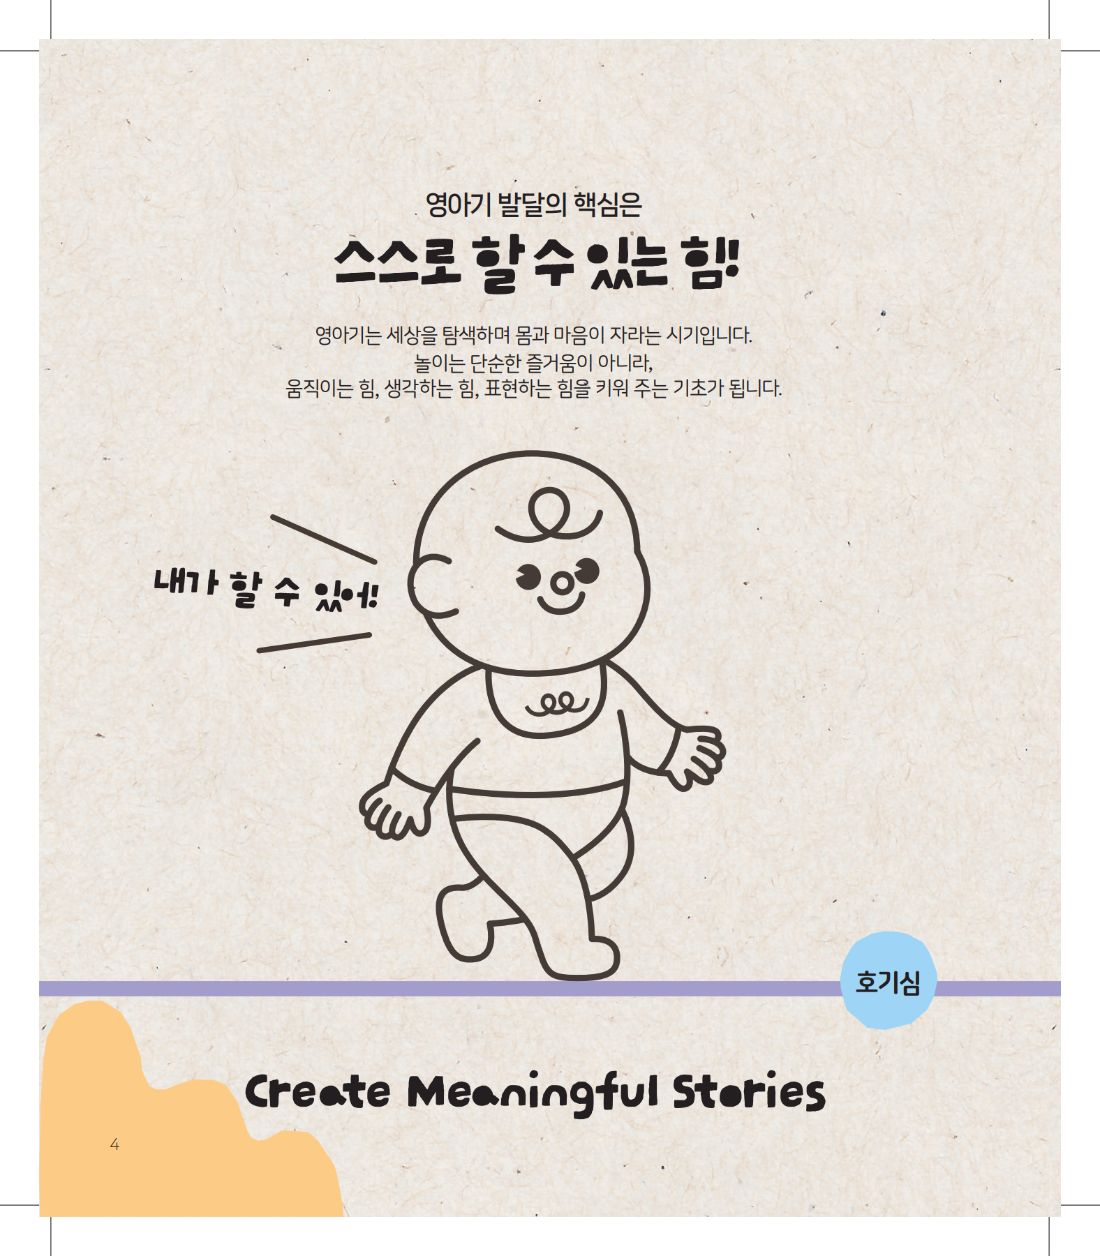 영아기 발달의 핵심은
스스로 할 수 있는 힘!
영아기는 세상을 탐색하며 몸과 마음이 자라는 시기입니다.
놀이는 단순한 즐거움이 아니라,
움직이는 힘, 생각하는 힘, 표현하는 힘을 키워 주는 기초가 됩니다.
내가 할 수 있어!
호기심
Create Meaningful Stories
4